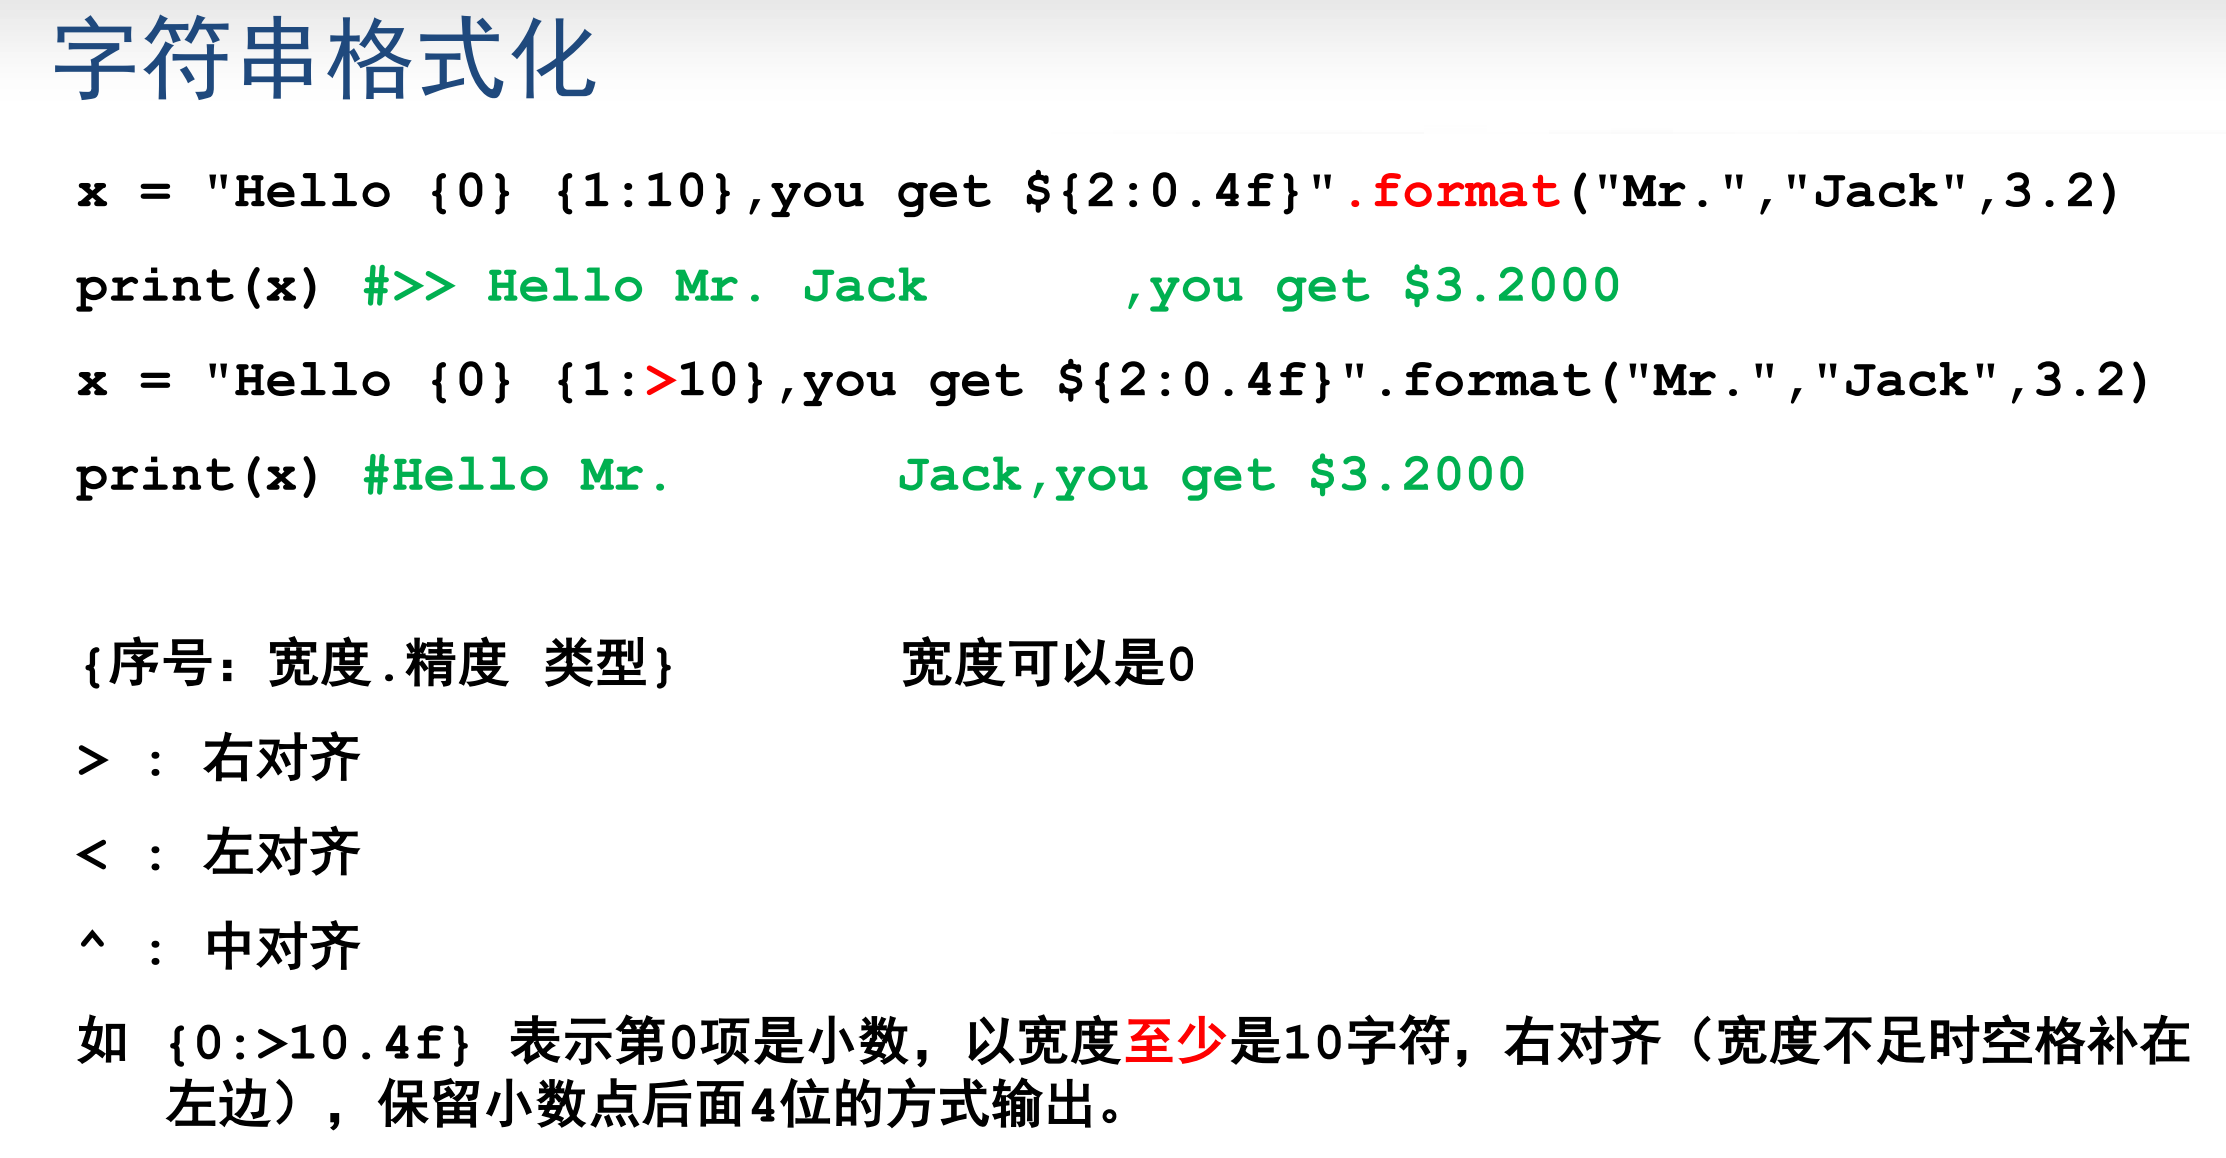 字符串格式化
x = "Hello {0} {1:10},you get ${2:0.4f}".format("Mr.","Jack",3.2)
print(x) #>> Hello Mr. Jack      ,you get $3.2000
x = "Hello {0} {1:>10},you get ${2:0.4f}".format("Mr.","Jack",3.2)
print(x) #Hello Mr.       Jack,you get $3.2000
{序号：宽度.精度 类型}       宽度可以是0
> : 右对齐
< : 左对齐
^ : 中对齐
如 {0:>10.4f} 表示第0项是小数，以宽度至少是10字符，右对齐（宽度不足时空格补在
左边），保留小数点后面4位的方式输出。